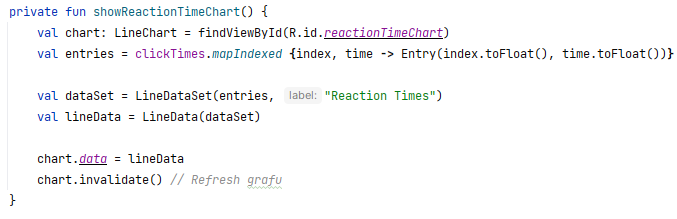 private fun showReactionTimeChart() {
    val chart: LineChart = findViewById(R.id.reactionTimeChart)
    val entries = clickTimes.mapIndexed {index, time -> Entry(index.toFloat(), time.toFloat())}

    val dataSet = LineDataSet(entries, label: "Reaction Times")
    val lineData = LineData(dataSet)

    chart.data = lineData
    chart.invalidate() // Refresh grafu
}